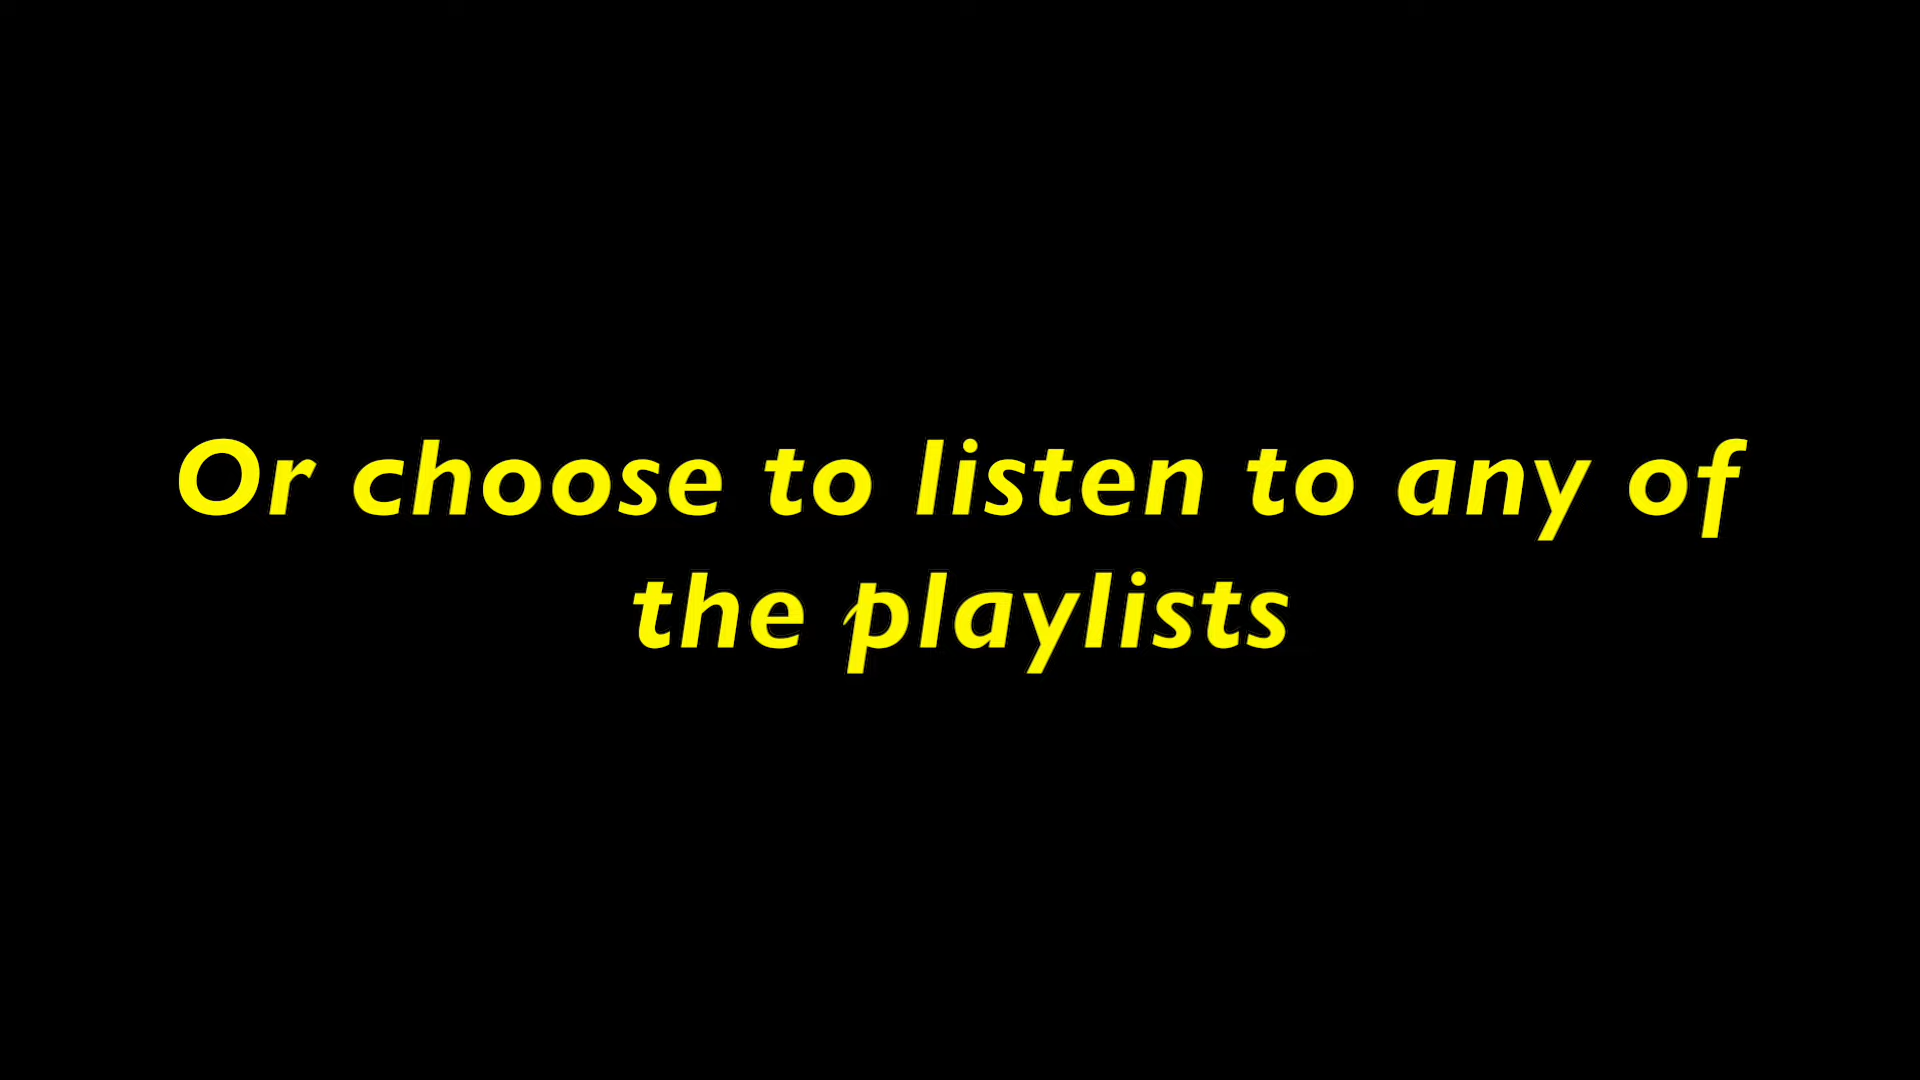 Or choose to listen to any of
the playlists